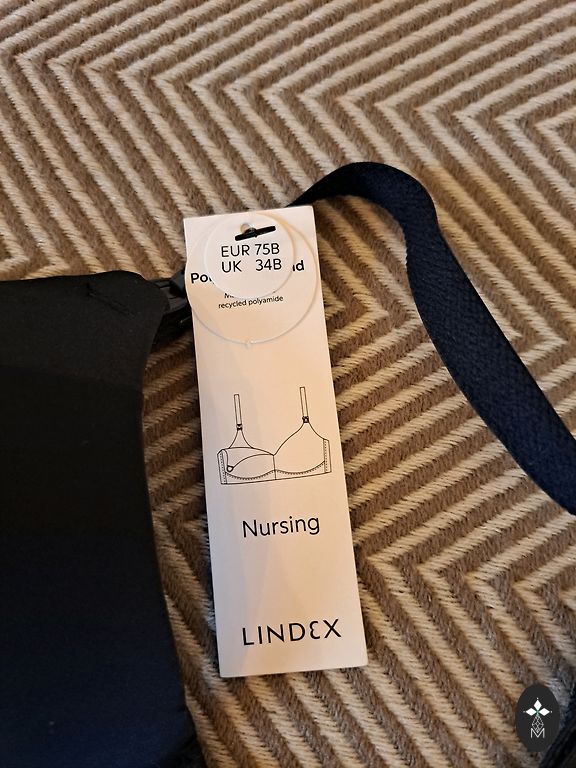 EUR 75B
UK 34B
recycled polyamide
Nursing
LINDEX